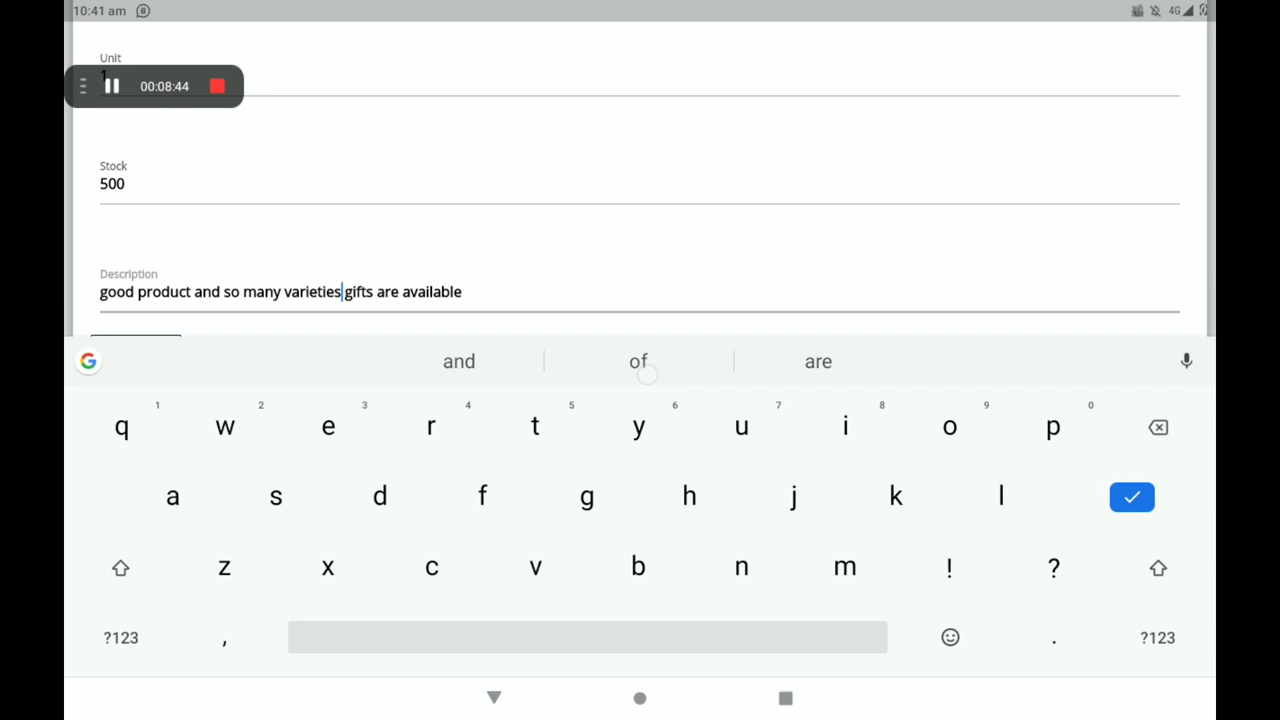 10:41 am 4G
Unit
1
00:08:44
Stock
500
Description
good product and so many varieties gifts are available
and of are
1 2 3 4 5 6 7 8 9 0
q w e r t y u i o p
a s d f g h j k l
z x c v b n m ! ?
?123 , . ?123